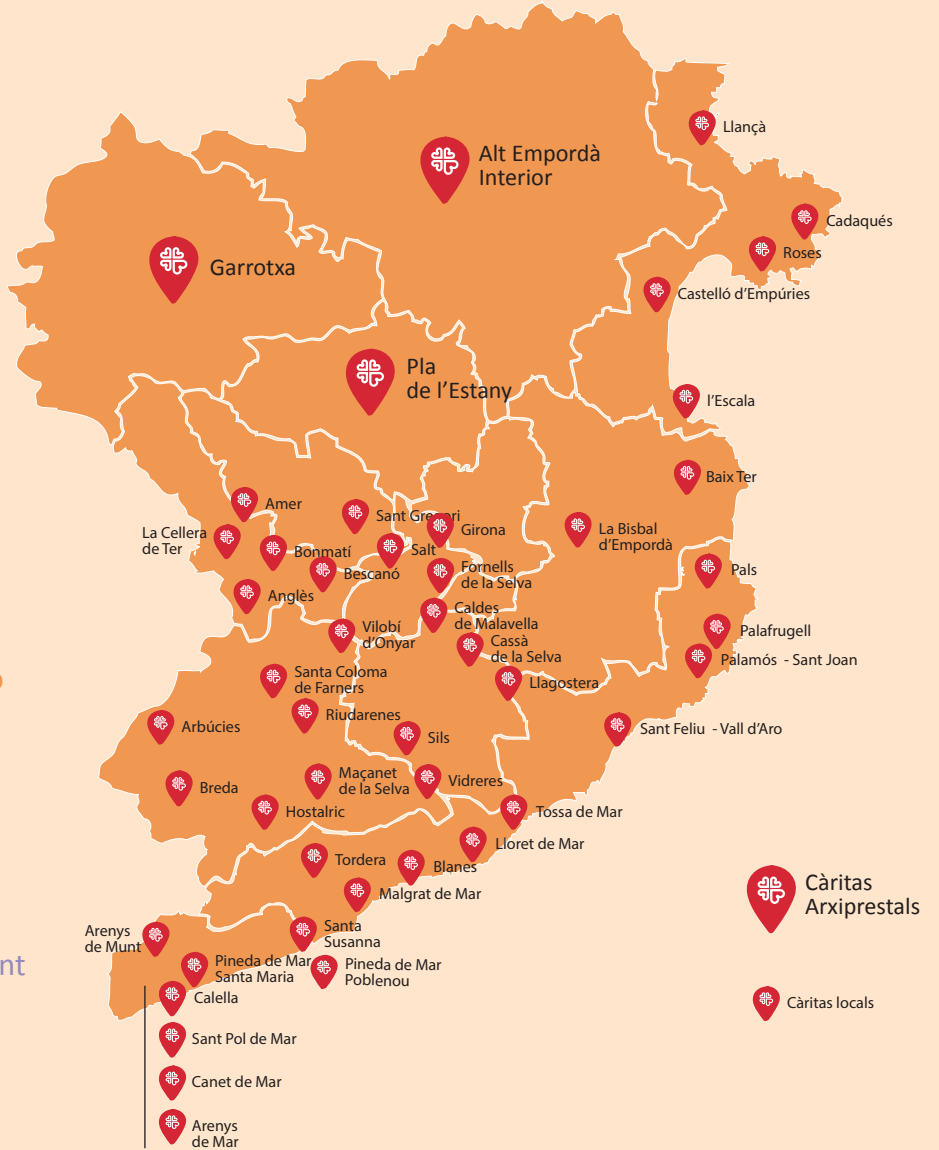 Llançà
Alt Empordà
Interior
Cadaqués
Roses
Garrotxa
Castelló d'Empúries
Pla
de l'Estany
l'Escala
Baix Ter
Amer
Sant Gregori
Girona
La Bisbal
d'Empordà
La Cellera
de Ter
Bonmatí
Salt
Bescanó
Fòrnells
de la Selva
Pals
Anglès
Caldes
de Malavella
Vilobí
d'Onyar
Palafrugell
Cassà
de la Selva
Palamós - Sant Joan
Santa Coloma
de Farners
Llagostera
Riudarenes
Arbúcies
Sils
Sant Feliu - Vall d'Aro
Maçanet
de la Selva
Vidreres
Breda
Hostalric
Tossa de Mar
Lloret de Mar
Tordera
Blanes
Malgrat de Mar
Càritas
Arxiprestals
Arenys
de Munt
Santa
Susanna
Pineda de Mar
Santa Maria
Pineda de Mar
Poblenou
nt
Calella
Càritas locals
Sant Pol de Mar
Canet de Mar
Arenys
de Mar